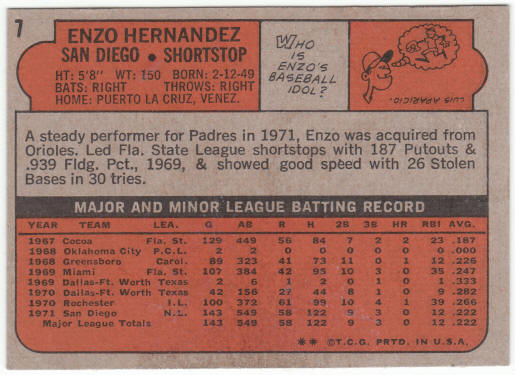 7
ENZO HERNANDEZ
SAN DIEGO • SHORTSTOP
HT: 5'8" WT: 150 BORN: 2-12-49
BATS: RIGHT THROWS: RIGHT
HOME: PUERTO LA CRUZ, VENEZ.
WHO
IS
ENZO'S
BASEBALL
IDOL?
LUIS APARICIO.
A steady performer for Padres in 1971, Enzo was acquired from
Orioles. Led Fla. State League shortstops with 187 Putouts &
.939 Fldg. Pct., 1969, & showed good speed with 26 Stolen
Bases in 30 tries.
MAJOR AND MINOR LEAGUE BATTING RECORD
YEAR TEAM LEA. G AB R H 2B 3B HR RBI AVG.
1967 Cocoa Fla. St. 129 449 56 84 7 2 2 23 .187
1968 Oklahoma City P.C.L. 2 2 0 0 0 0 0 0 .000
1968 Greensboro Carol. 89 323 41 73 11 0 1 12 .226
1969 Miami Fla. St. 107 384 42 95 10 3 0 35 .247
1969 Dallas-Ft. Worth Texas 2 6 1 2 0 0 0 1 .333
1970 Dallas-Ft. Worth Texas 42 156 27 44 8 1 0 9 .282
1970 Rochester I.L. 100 372 61 99 10 4 1 39 .266
1971 San Diego N.L. 143 549 58 122 9 3 0 12 .222
Major League Totals 143 549 58 122 9 3 0 12 .222
** © T.C.G. PRTD. IN U.S.A.